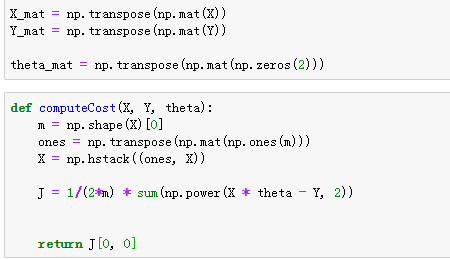 X_mat = np.transpose(np.mat(X))
Y_mat = np.transpose(np.mat(Y))
theta_mat = np.transpose(np.mat(np.zeros(2)))
def computeCost(X, Y, theta):
    m = np.shape(X)[0]
    ones = np.transpose(np.mat(np.ones(m)))
    X = np.hstack((ones, X))
    J = 1/(2*m) * sum(np.power(X * theta - Y, 2))
    return J[0, 0]